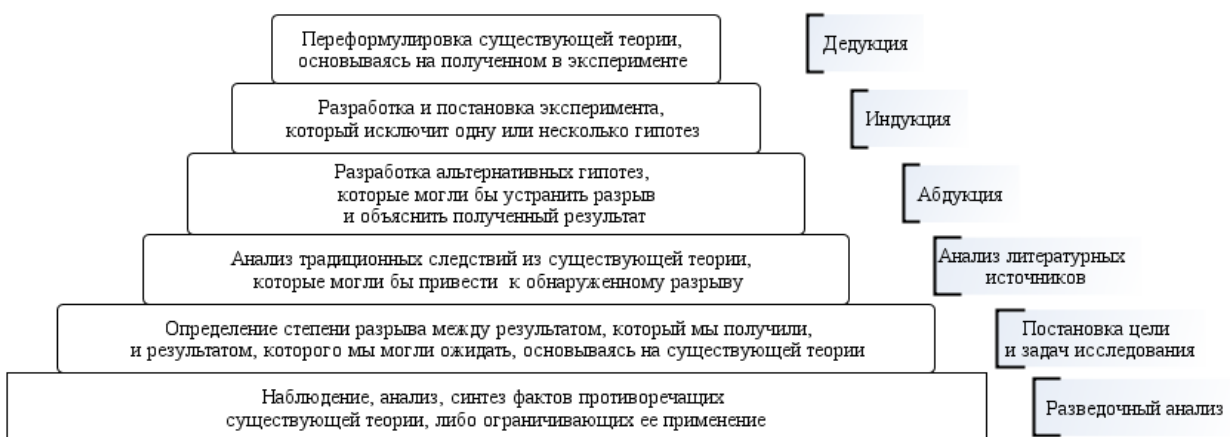 Переформулировка существующей теории,
основываясь на полученном в эксперименте
Дедукция
Разработка и постановка эксперимента,
который исключит одну или несколько гипотез
Индукция
Разработка альтернативных гипотез,
которые могли бы устранить разрыв
и объяснить полученный результат
Абдукция
Анализ традиционных следствий из существующей теории,
которые могли бы привести к обнаруженному разрыву
Анализ литературных
источников
Определение степени разрыва между результатом, который мы получили,
и результатом, которого мы могли ожидать, основываясь на существующей теории
Постановка цели
и задач исследования
Наблюдение, анализ, синтез фактов противоречащих
существующей теории, либо ограничивающих ее применение
Разведочный анализ